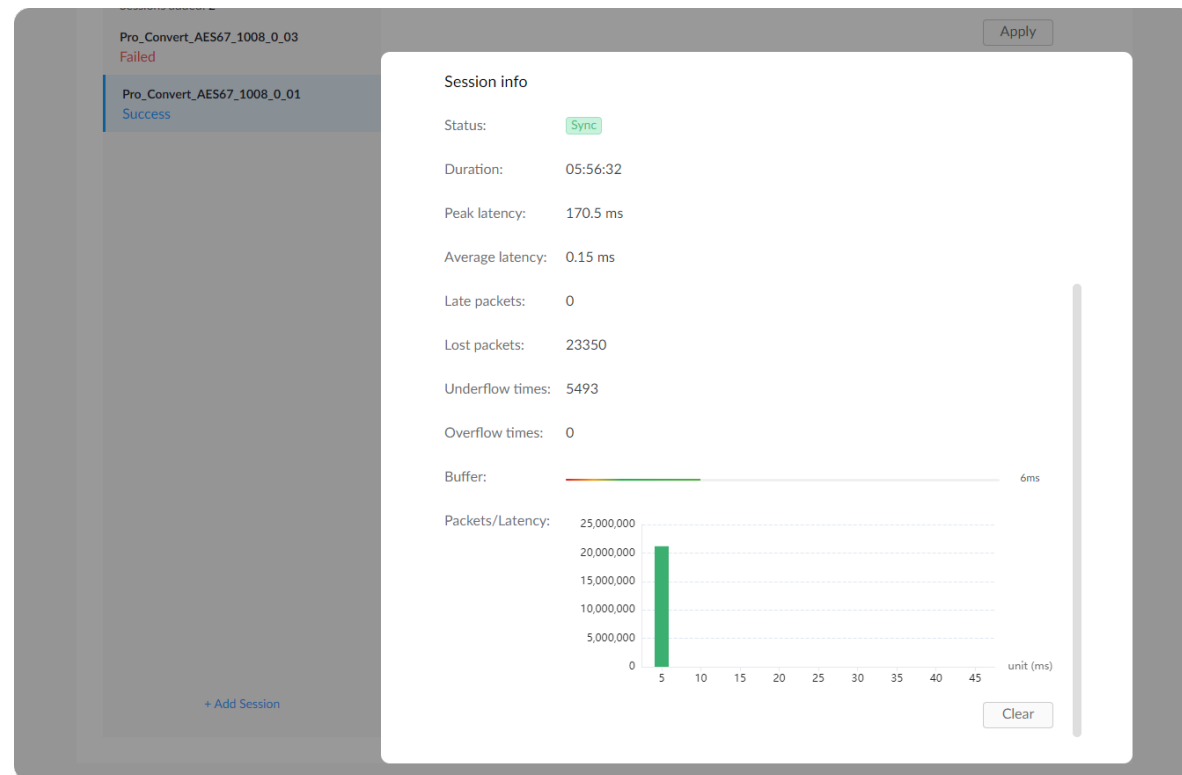 Sessions added: 2
Pro_Convert_AES67_1008_0_03
Failed
Pro_Convert_AES67_1008_0_01
Success
+ Add Session
Apply
Session info
Status: Sync
Duration: 05:56:32
Peak latency: 170.5 ms
Average latency: 0.15 ms
Late packets: 0
Lost packets: 23350
Underflow times: 5493
Overflow times: 0
Buffer: 6ms
Packets/Latency:
25,000,000
20,000,000
15,000,000
10,000,000
5,000,000
0
5 10 15 20 25 30 35 40 45 unit (ms)
Clear